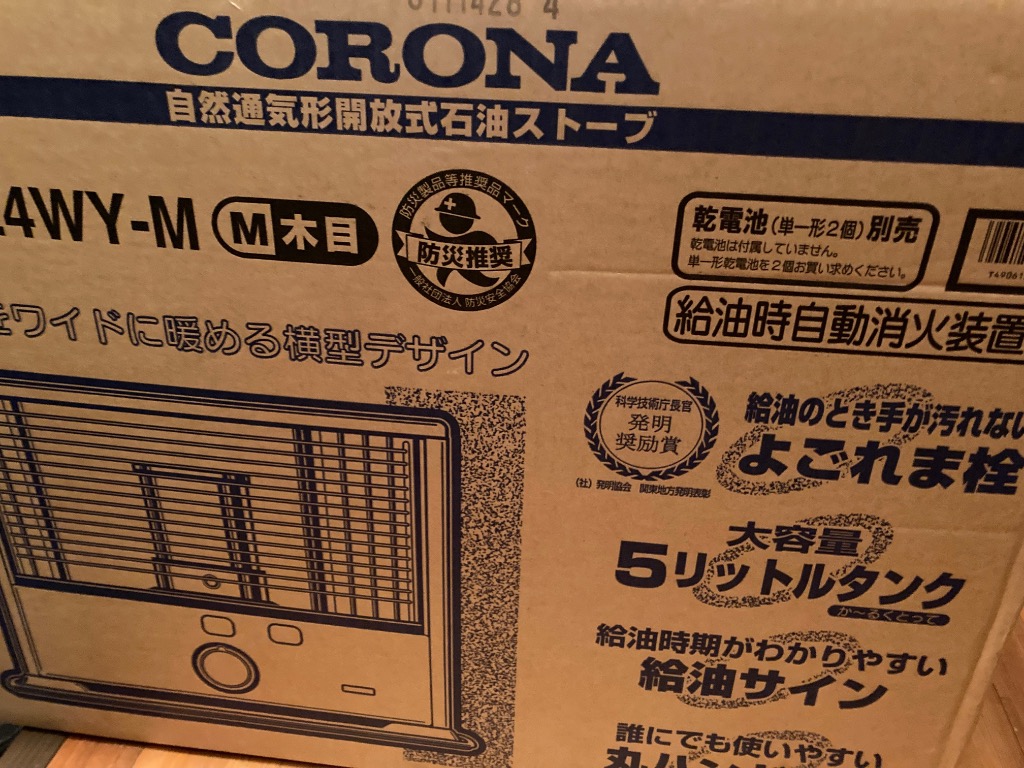 CORONA
自然通気形開放式石油ストーブ
4WY-M M木目
防災製品等推奨品マーク
防災推奨
一般社団法人 防災安全協会
乾電池(単一形2個)別売
乾電池は付属していません。
単一形乾電池を2個お買い求めください。
給油時自動消火装置
をワイドに暖める横型デザイン
科学技術庁長官
発明
奨励賞
(社)発明協会 関東地方発明表彰
給油のとき手が汚れない
よごれま栓
大容量
5リットルタンク
か~るくとって
給油時期がわかりやすい
給油サイン
誰にでも使いやすい